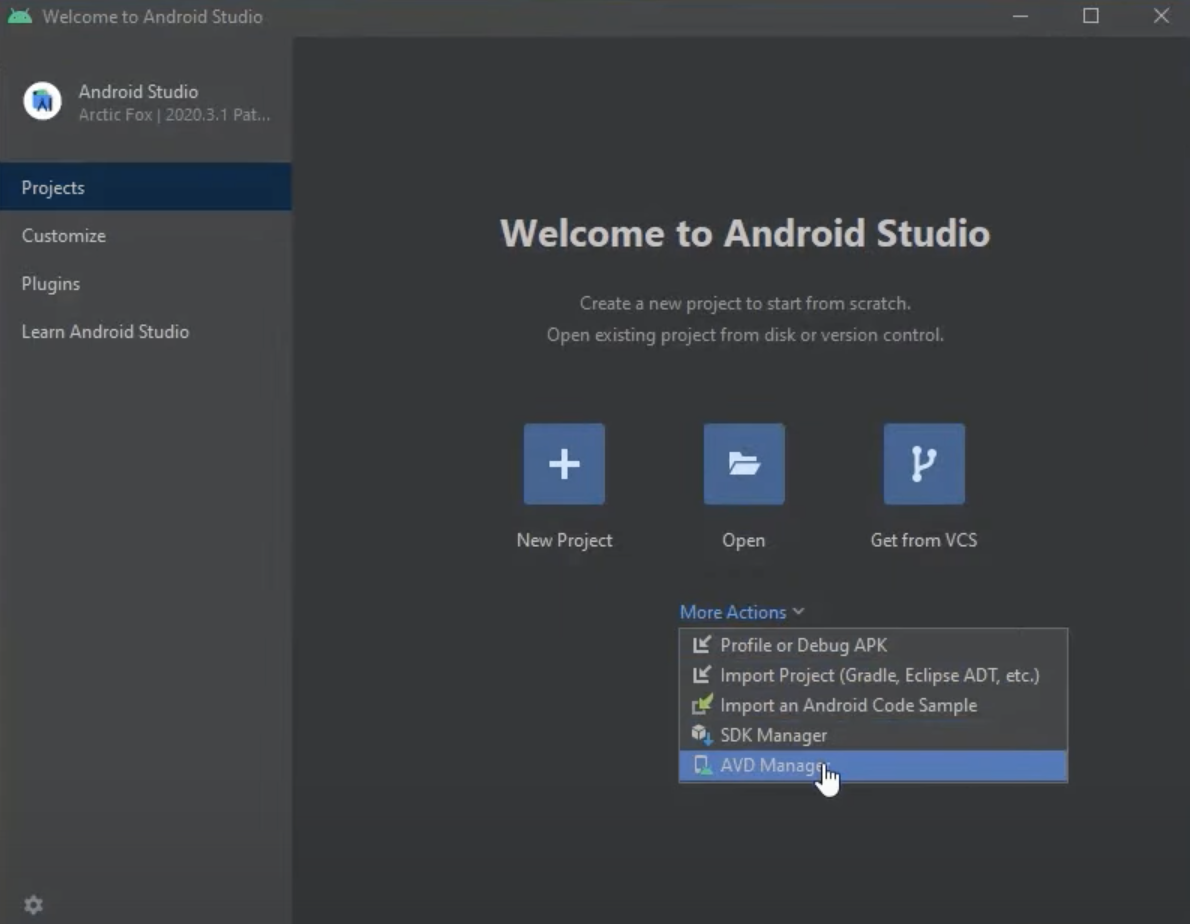 Welcome to Android Studio
Android Studio
Arctic Fox | 2020.3.1 Pat...
Projects
Customize
Plugins
Learn Android Studio
Welcome to Android Studio
Create a new project to start from scratch.
Open existing project from disk or version control.
New Project
Open
Get from VCS
More Actions
Profile or Debug APK
Import Project (Gradle, Eclipse ADT, etc.)
Import an Android Code Sample
SDK Manager
AVD Manager